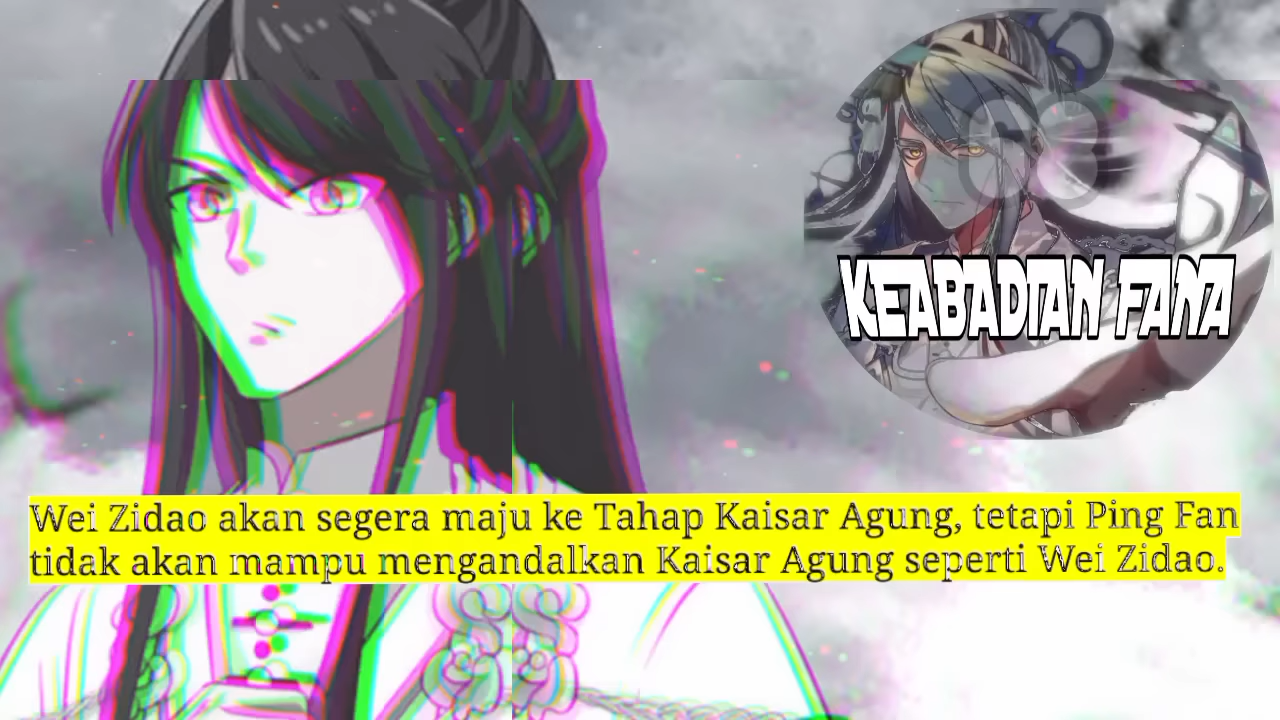 KEABADIAN FANA
Wei Zidao akan segera maju ke Tahap Kaisar Agung, tetapi Ping Fan
tidak akan mampu mengandalkan Kaisar Agung seperti Wei Zidao.